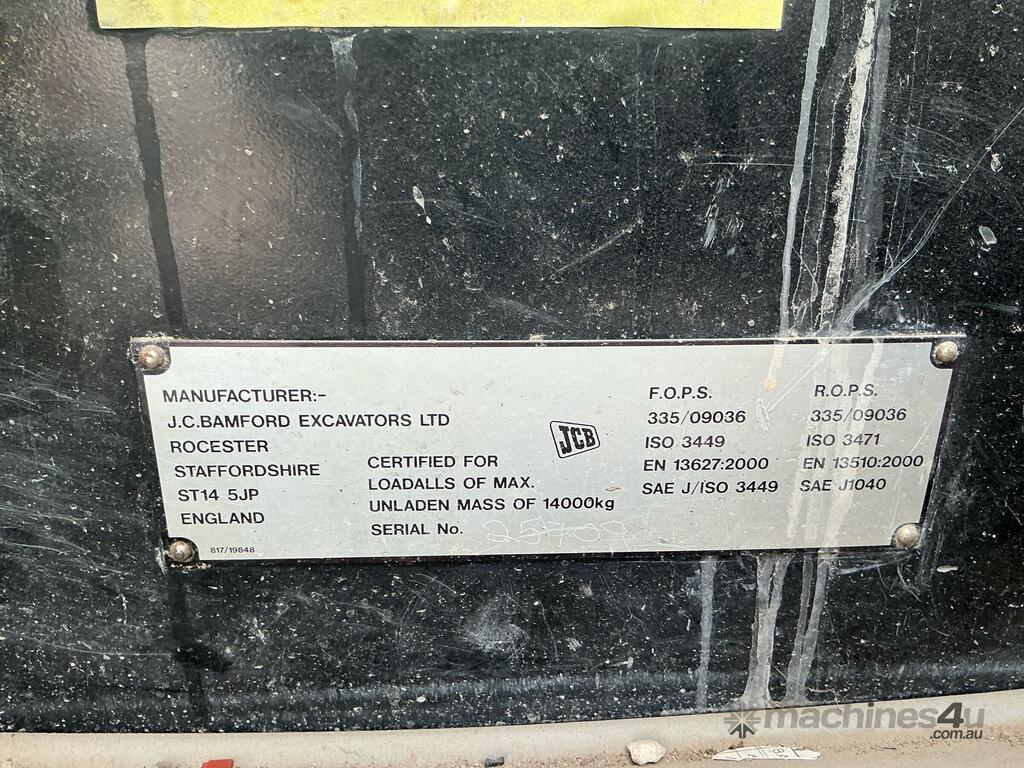 MANUFACTURER:-
J.C.BAMFORD EXCAVATORS LTD
ROCESTER
STAFFORDSHIRE
ST14 5JP
ENGLAND
817/19848
CERTIFIED FOR
LOADALLS OF MAX.
UNLADEN MASS OF 14000kg
SERIAL No.
JCB
F.O.P.S.
335/09036
ISO 3449
EN 13627:2000
SAE J/ISO 3449
R.O.P.S.
335/09036
ISO 3471
EN 13510:2000
SAE J1040
machines4u
.com.au